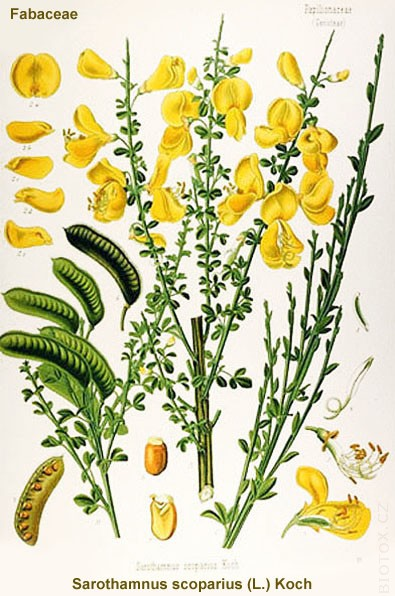 Fabaceae
Papilionaceae
(Genisteae)
Sarothamnus scoparius Koch.
Sarothamnus scoparius (L.) Koch
BIOTOX.CZ